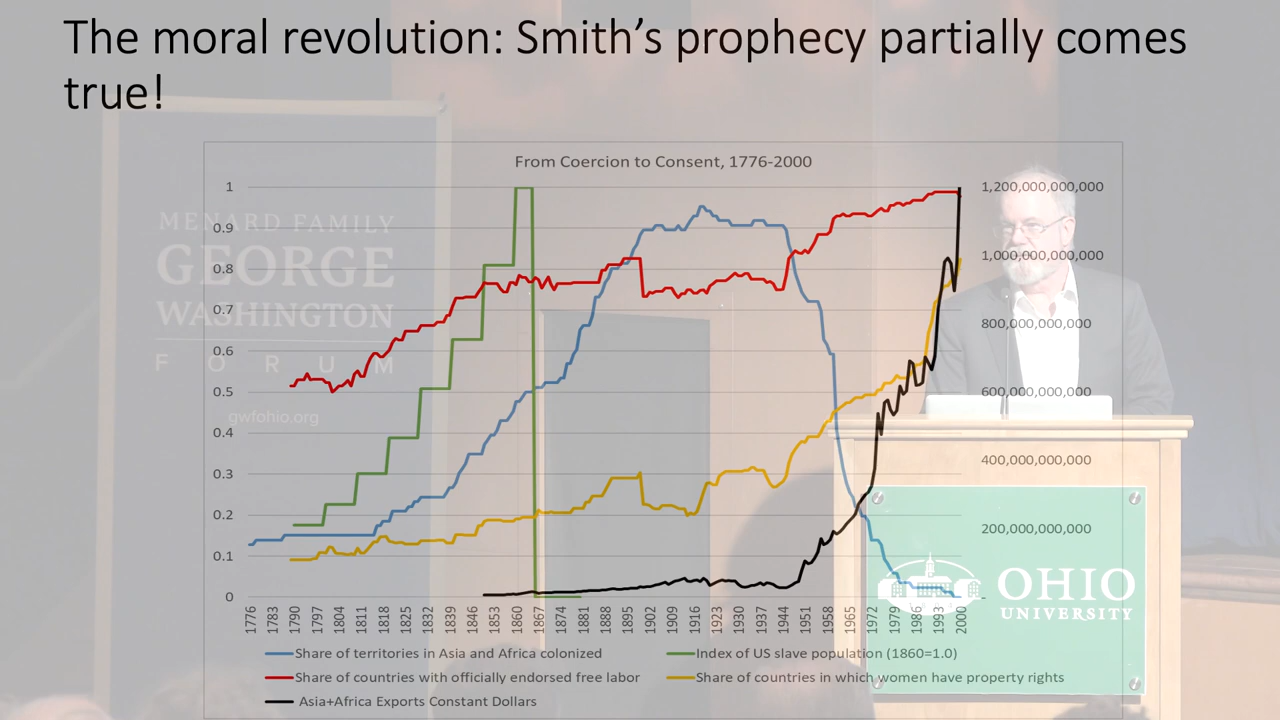 The moral revolution: Smith's prophecy partially comes
true!
From Coercion to Consent, 1776-2000
1
0.9
0.8
0.7
0.6
0.5
0.4
0.3
0.2
0.1
0
1,200,000,000,000
1,000,000,000,000
800,000,000,000
600,000,000,000
400,000,000,000
200,000,000,000
-
1776 1783 1790 1797 1804 1811 1818 1825 1832 1839 1846 1853 1860 1867 1874 1881 1888 1895 1902 1909 1916 1923 1930 1937 1944 1951 1958 1965 1972 1979 1986 1993 2000
Share of territories in Asia and Africa colonized
Index of US slave population (1860=1.0)
Share of countries with officially endorsed free labor
Share of countries in which women have property rights
Asia+Africa Exports Constant Dollars
MENARD FAMILY
GEORGE
WASHINGTON
FORUM
gwfohio.org
OHIO
UNIVERSITY